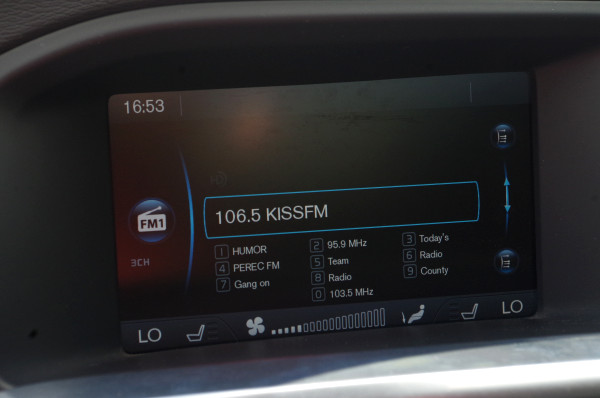 16:53
FM1
3CH
106.5 KISSFM
1 HUMOR
2 95.9 MHz
3 Today's
4 PEREC FM
5 Team
6 Radio
7 Gang on
8 Radio
9 County
0 103.5 MHz
LO
LO